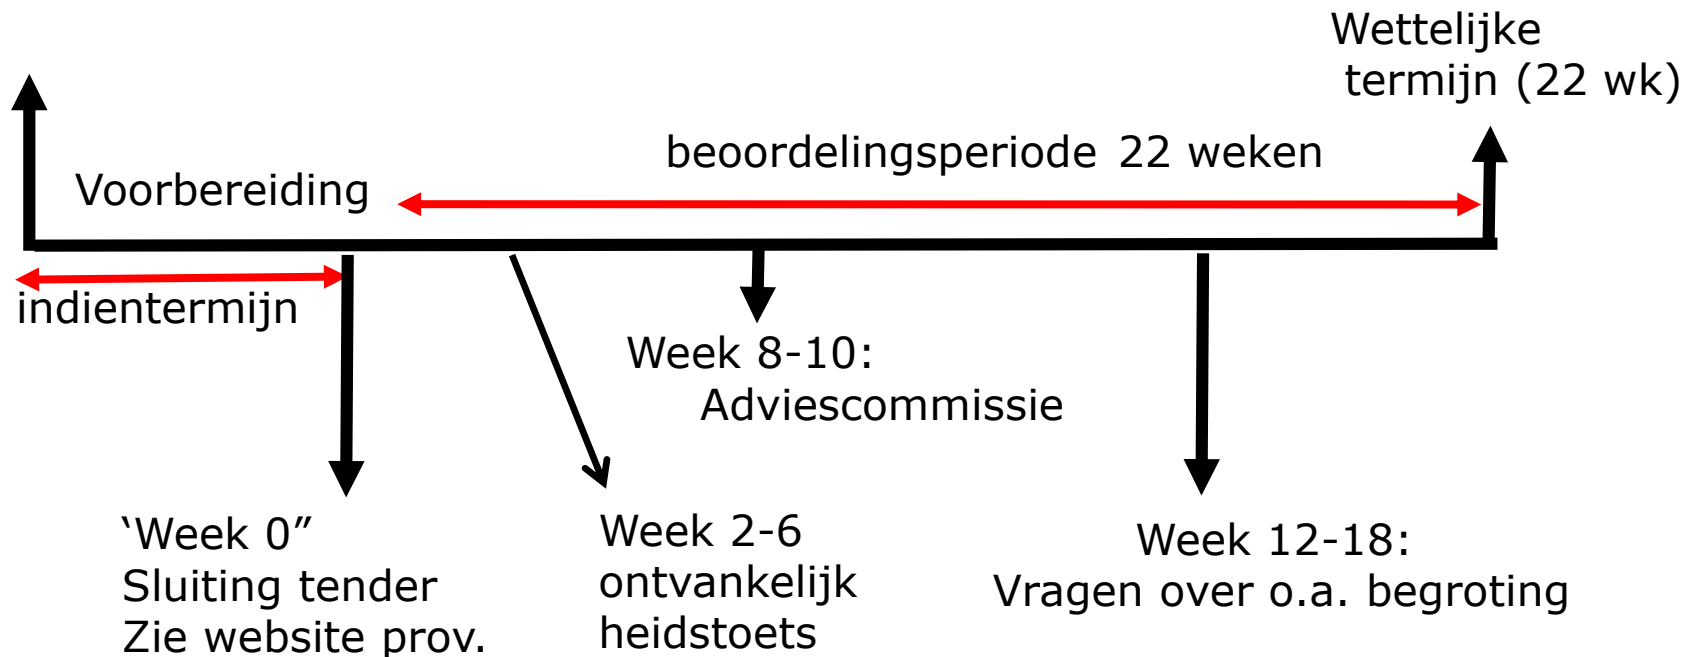 Wettelijke
termijn (22 wk)
beoordelingsperiode 22 weken
Voorbereiding
indientermijn
Week 8-10:
Adviescommissie
‘Week 0”
Sluiting tender
Zie website prov.
Week 2-6
ontvankelijk
heidstoets
Week 12-18:
Vragen over o.a. begroting